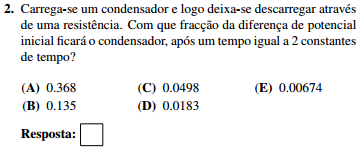 2. Carrega-se um condensador e logo deixa-se descarregar através
de uma resistência. Com que fracção da diferença de potencial
inicial ficará o condensador, após um tempo igual a 2 constantes
de tempo?
(A) 0.368 (C) 0.0498 (E) 0.00674
(B) 0.135 (D) 0.0183
Resposta: